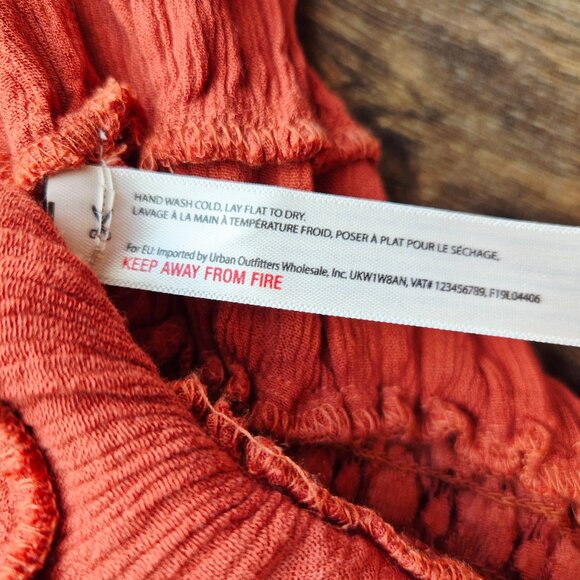 HAND WASH COLD, LAY FLAT TO DRY.
LAVAGE À LA MAIN À TEMPÉRATURE FROID, POSER À PLAT POUR LE SÉCHAGE.
For EU: Imported by Urban Outfitters Wholesale, Inc. UKW1W8AN, VAT# 123456789, F19L04406
KEEP AWAY FROM FIRE